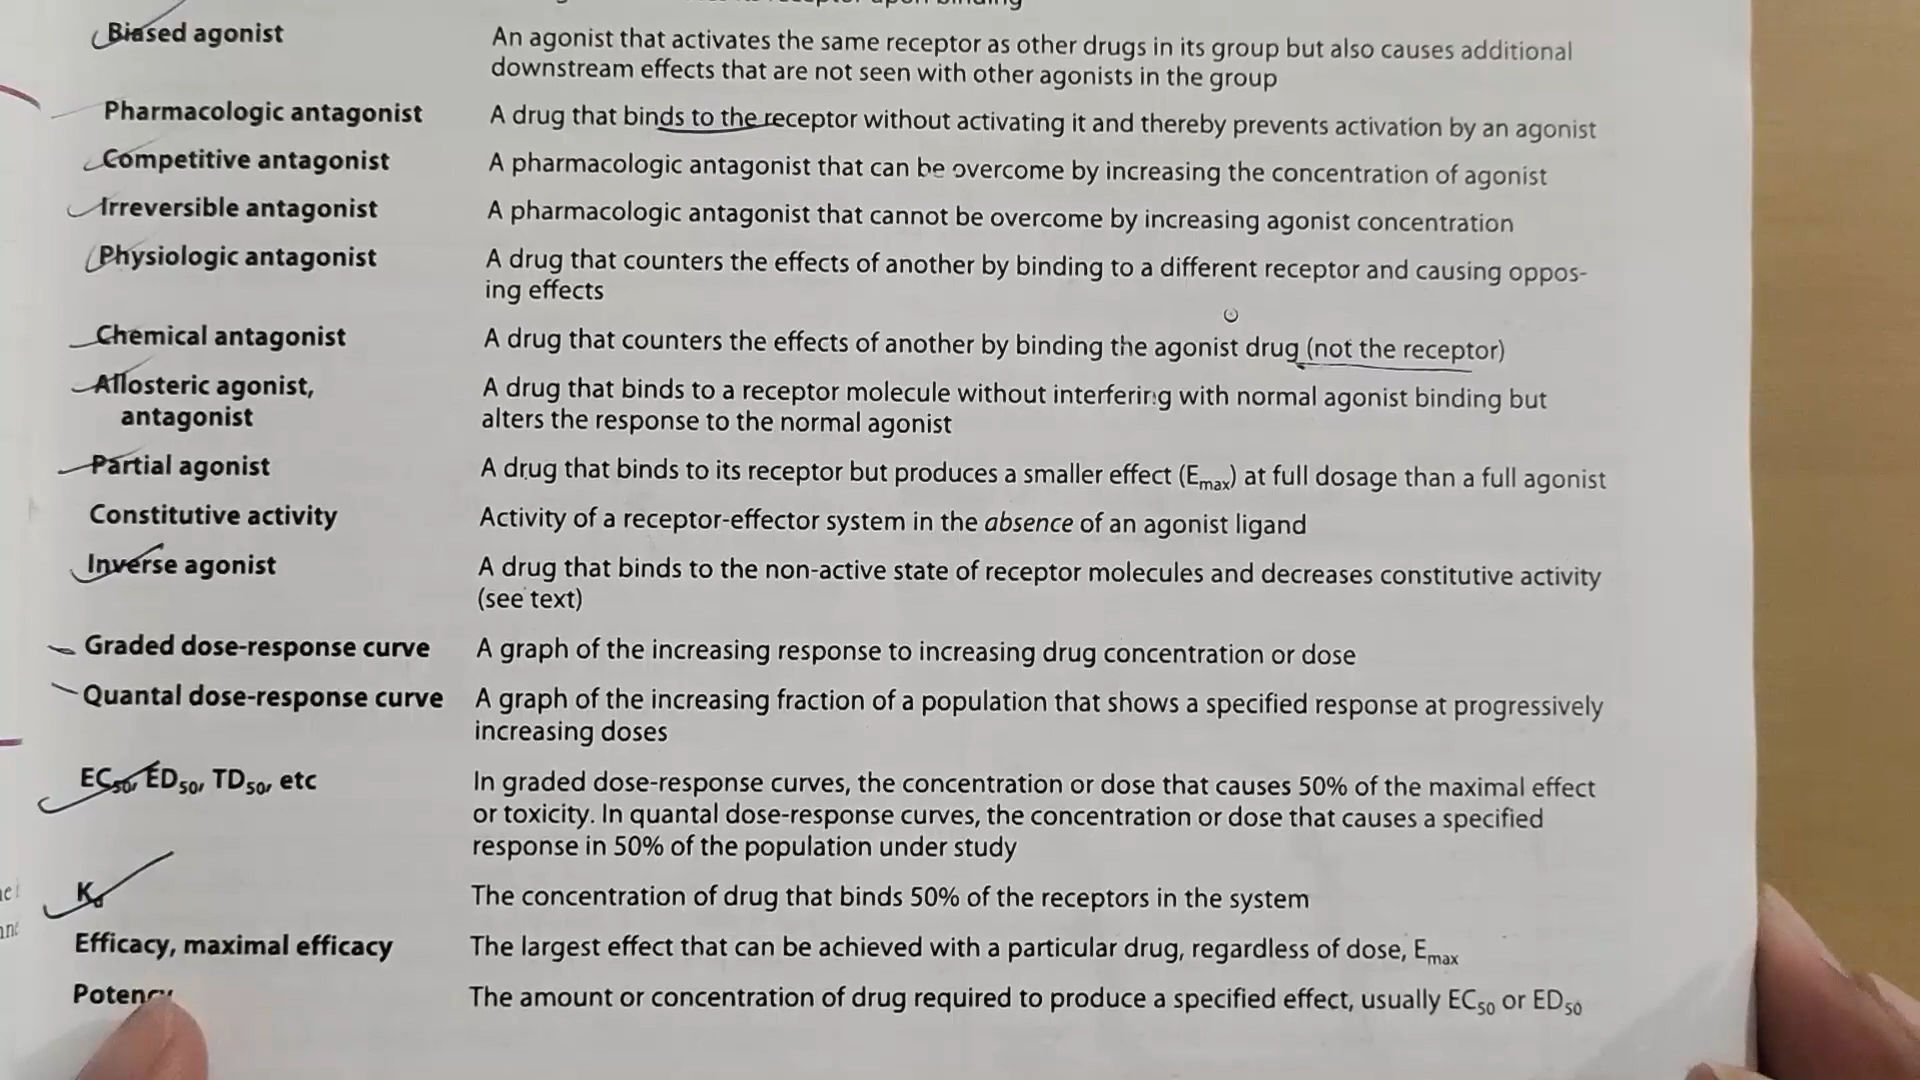 Biased agonist An agonist that activates the same receptor as other drugs in its group but also causes additional
downstream effects that are not seen with other agonists in the group
Pharmacologic antagonist A drug that binds to the receptor without activating it and thereby prevents activation by an agonist
Competitive antagonist A pharmacologic antagonist that can be overcome by increasing the concentration of agonist
Irreversible antagonist A pharmacologic antagonist that cannot be overcome by increasing agonist concentration
Physiologic antagonist A drug that counters the effects of another by binding to a different receptor and causing oppos-
ing effects
Chemical antagonist A drug that counters the effects of another by binding the agonist drug (not the receptor)
Allosteric agonist, A drug that binds to a receptor molecule without interfering with normal agonist binding but
antagonist alters the response to the normal agonist
Partial agonist A drug that binds to its receptor but produces a smaller effect (Emax) at full dosage than a full agonist
Constitutive activity Activity of a receptor-effector system in the absence of an agonist ligand
Inverse agonist A drug that binds to the non-active state of receptor molecules and decreases constitutive activity
(see text)
Graded dose-response curve A graph of the increasing response to increasing drug concentration or dose
Quantal dose-response curve A graph of the increasing fraction of a population that shows a specified response at progressively
increasing doses
EC50, ED50, TD50, etc In graded dose-response curves, the concentration or dose that causes 50% of the maximal effect
or toxicity. In quantal dose-response curves, the concentration or dose that causes a specified
response in 50% of the population under study
Kd The concentration of drug that binds 50% of the receptors in the system
Efficacy, maximal efficacy The largest effect that can be achieved with a particular drug, regardless of dose, Emax
Potency The amount or concentration of drug required to produce a specified effect, usually EC50 or ED50